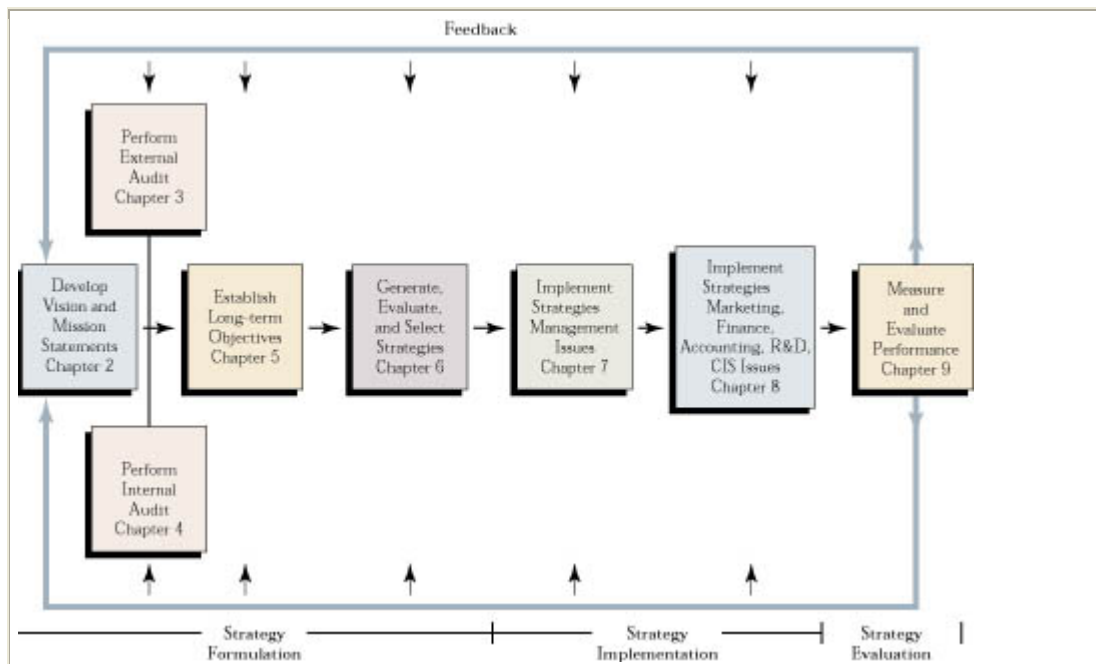 Feedback
Perform
External
Audit
Chapter 3
Develop
Vision and
Mission
Statements
Chapter 2
Establish
Long-term
Objectives
Chapter 5
Generate,
Evaluate,
and Select
Strategies
Chapter 6
Implement
Strategies
Management
Issues
Chapter 7
Implement
Strategies
Marketing,
Finance,
Accounting, R&D,
CIS Issues
Chapter 8
Measure
and
Evaluate
Performance
Chapter 9
Perform
Internal
Audit
Chapter 4
Strategy
Formulation
Strategy
Implementation
Strategy
Evaluation